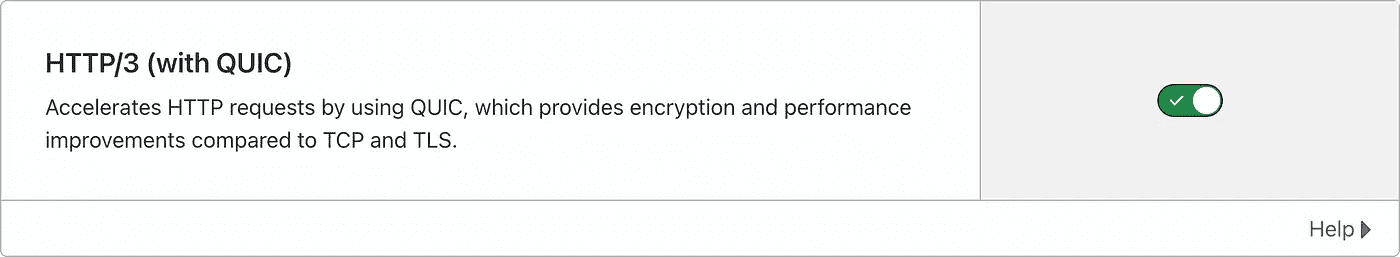 HTTP/3 (with QUIC)
Accelerates HTTP requests by using QUIC, which provides encryption and performance
improvements compared to TCP and TLS.
Help